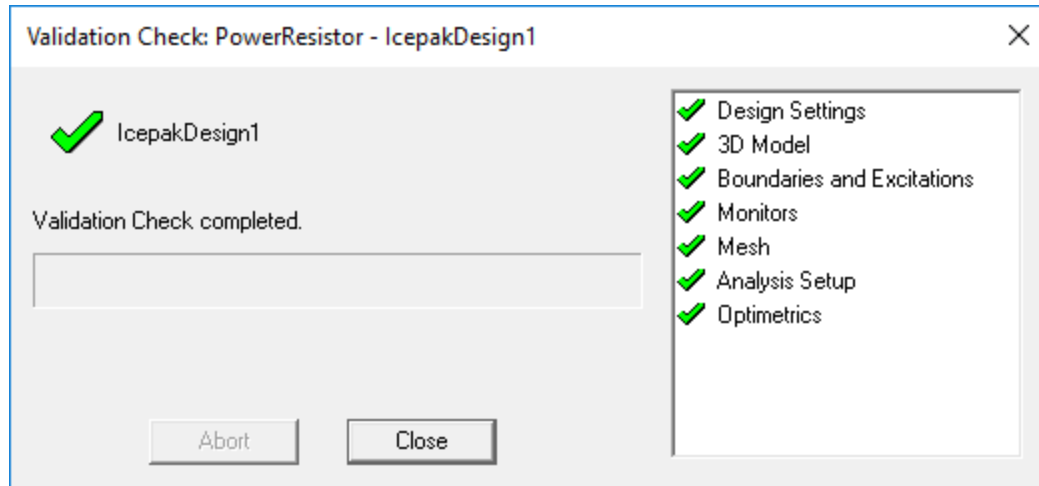 Validation Check: PowerResistor - IcepakDesign1
IcepakDesign1
Validation Check completed.
Abort
Close
Design Settings
3D Model
Boundaries and Excitations
Monitors
Mesh
Analysis Setup
Optimetrics